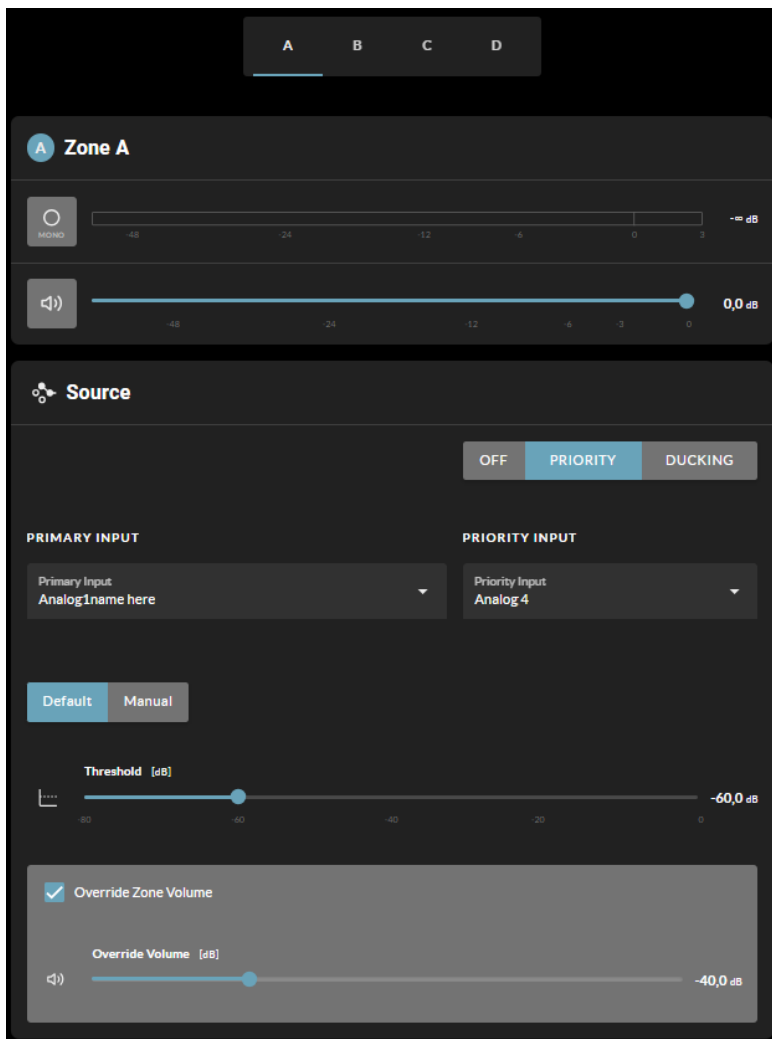 A B C D
A Zone A
MONO
-∞ dB
-48 -24 -12 -6 0 3
0,0 dB
-48 -24 -12 -6 -3 0
Source
OFF PRIORITY DUCKING
PRIMARY INPUT PRIORITY INPUT
Primary Input Priority Input
Analog1name here Analog 4
Default Manual
Threshold [dB]
-60,0 dB
-80 -60 -40 -20 0
Override Zone Volume
Override Volume [dB]
-40,0 dB